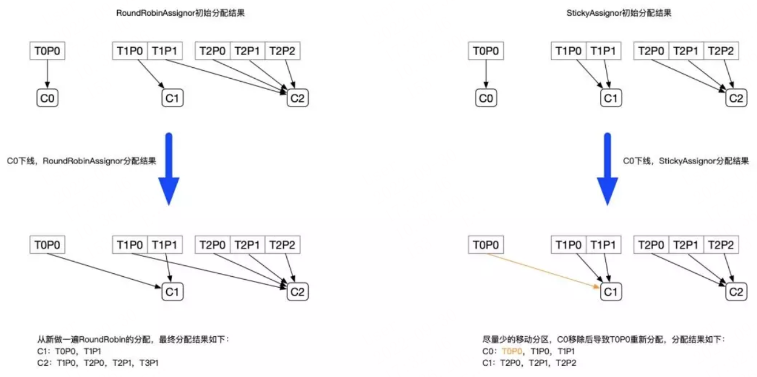 RoundRobinAssignor初始分配结果
StickyAssignor初始分配结果
T0P0 T1P0 T1P1 T2P0 T2P1 T2P2
T0P0 T1P0 T1P1 T2P0 T2P1 T2P2
C0 C1 C2
C0 C1 C2
C0下线，RoundRobinAssignor分配结果
C0下线，StickyAssignor分配结果
T0P0 T1P0 T1P1 T2P0 T2P1 T2P2
T0P0 T1P0 T1P1 T2P0 T2P1 T2P2
C1 C2
C1 C2
从新做一遍RoundRobin的分配，最终分配结果如下：
C1：T0P0，T1P1
C2：T1P0，T2P0，T2P1，T3P1
尽量少的移动分区，C0移除后导致T0P0重新分配，分配结果如下：
C0：T0P0，T1P0，T1P1
C1：T2P0，T2P1，T2P2